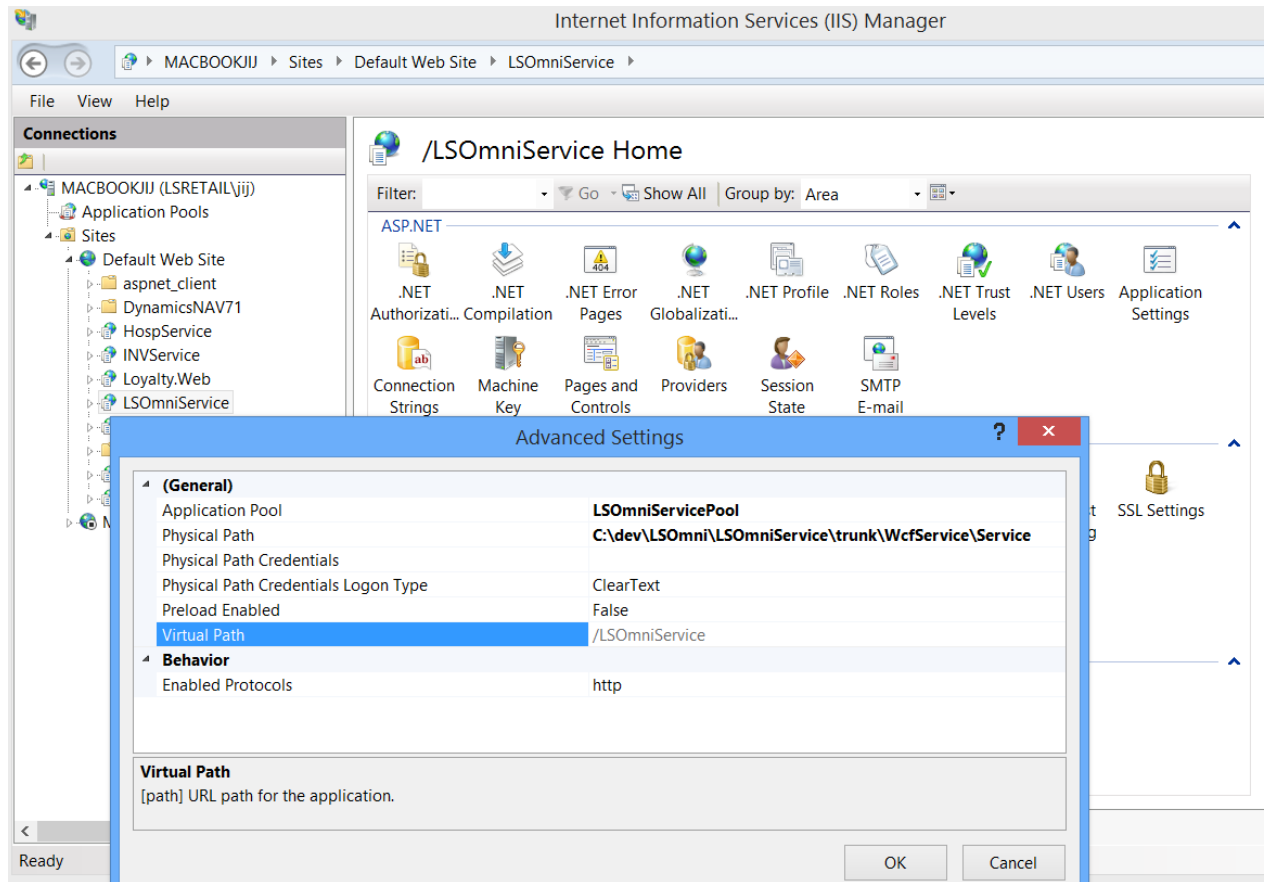 Internet Information Services (IIS) Manager
MACBOOKJIJ Sites Default Web Site LSOmniService
File View Help
Connections
MACBOOKJIJ (LSRETAIL\jij)
Application Pools
Sites
Default Web Site
aspnet_client
DynamicsNAV71
HospService
INVService
Loyalty.Web
LSOmniService
/LSOmniService Home
Filter: Go Show All Group by: Area
ASP.NET
.NET .NET .NET Error .NET .NET Profile .NET Roles .NET Trust .NET Users Application
Authorizati... Compilation Pages Globalizati... Levels Settings
Connection Machine Pages and Providers Session SMTP
Strings Key Controls State E-mail
SSL Settings
Advanced Settings
(General)
Application Pool LSOmniServicePool
Physical Path C:\dev\LSOmni\LSOmniService\trunk\WcfService\Service
Physical Path Credentials
Physical Path Credentials Logon Type ClearText
Preload Enabled False
Virtual Path /LSOmniService
Behavior
Enabled Protocols http
Virtual Path
[path] URL path for the application.
OK Cancel
Ready